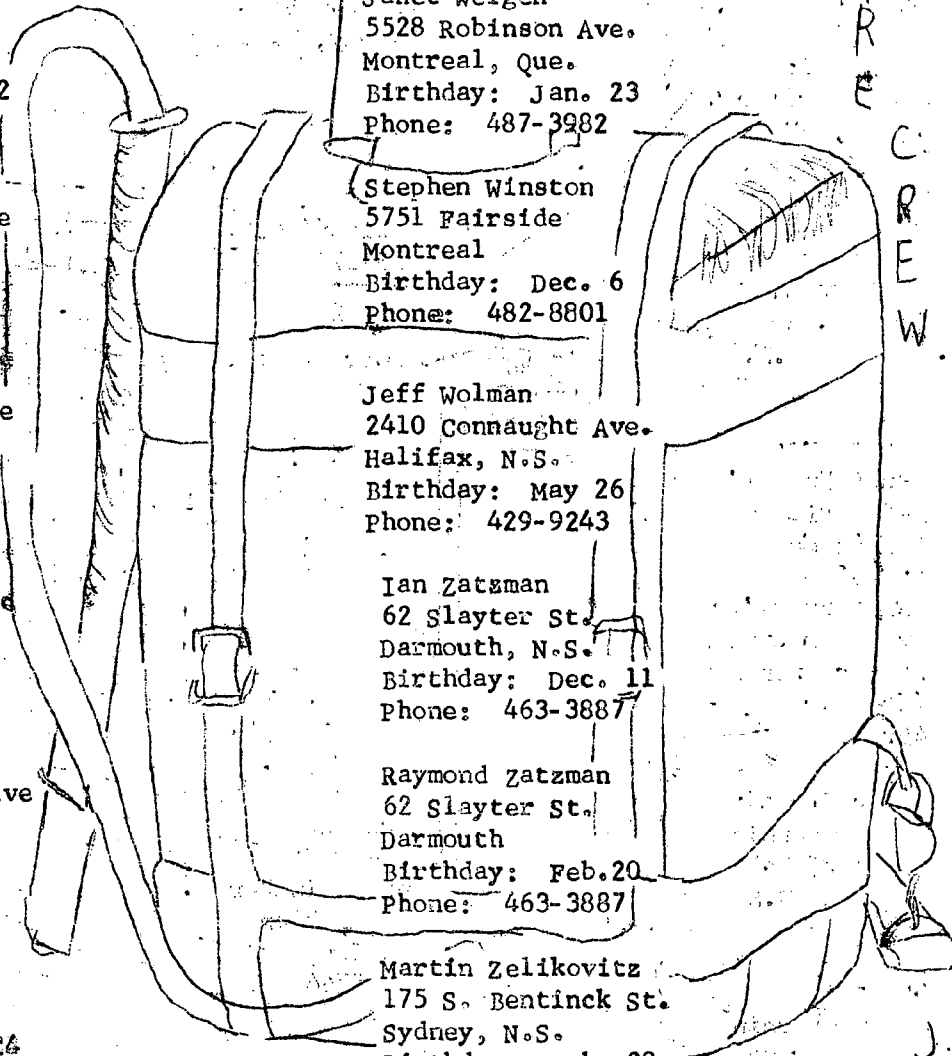 5528 Robinson Ave.
Montreal, Que.
Birthday: Jan. 23
Phone: 487-3982
Stephen Winston
5751 Fairside
Montreal
Birthday: Dec. 6
Phone: 482-8801
Jeff Wolman
2410 Connaught Ave.
Halifax, N.S.
Birthday: May 26
Phone: 429-9243
Ian Zatzman
62 Slayter St.
Darmouth, N.S.
Birthday: Dec. 11
Phone: 463-3887
Raymond Zatzman
62 Slayter St.
Darmouth
Birthday: Feb.20
Phone: 463-3887
Martin Zelikovitz
175 S. Bentinck St.
Sydney, N.S.
R
E
C
R
E
W